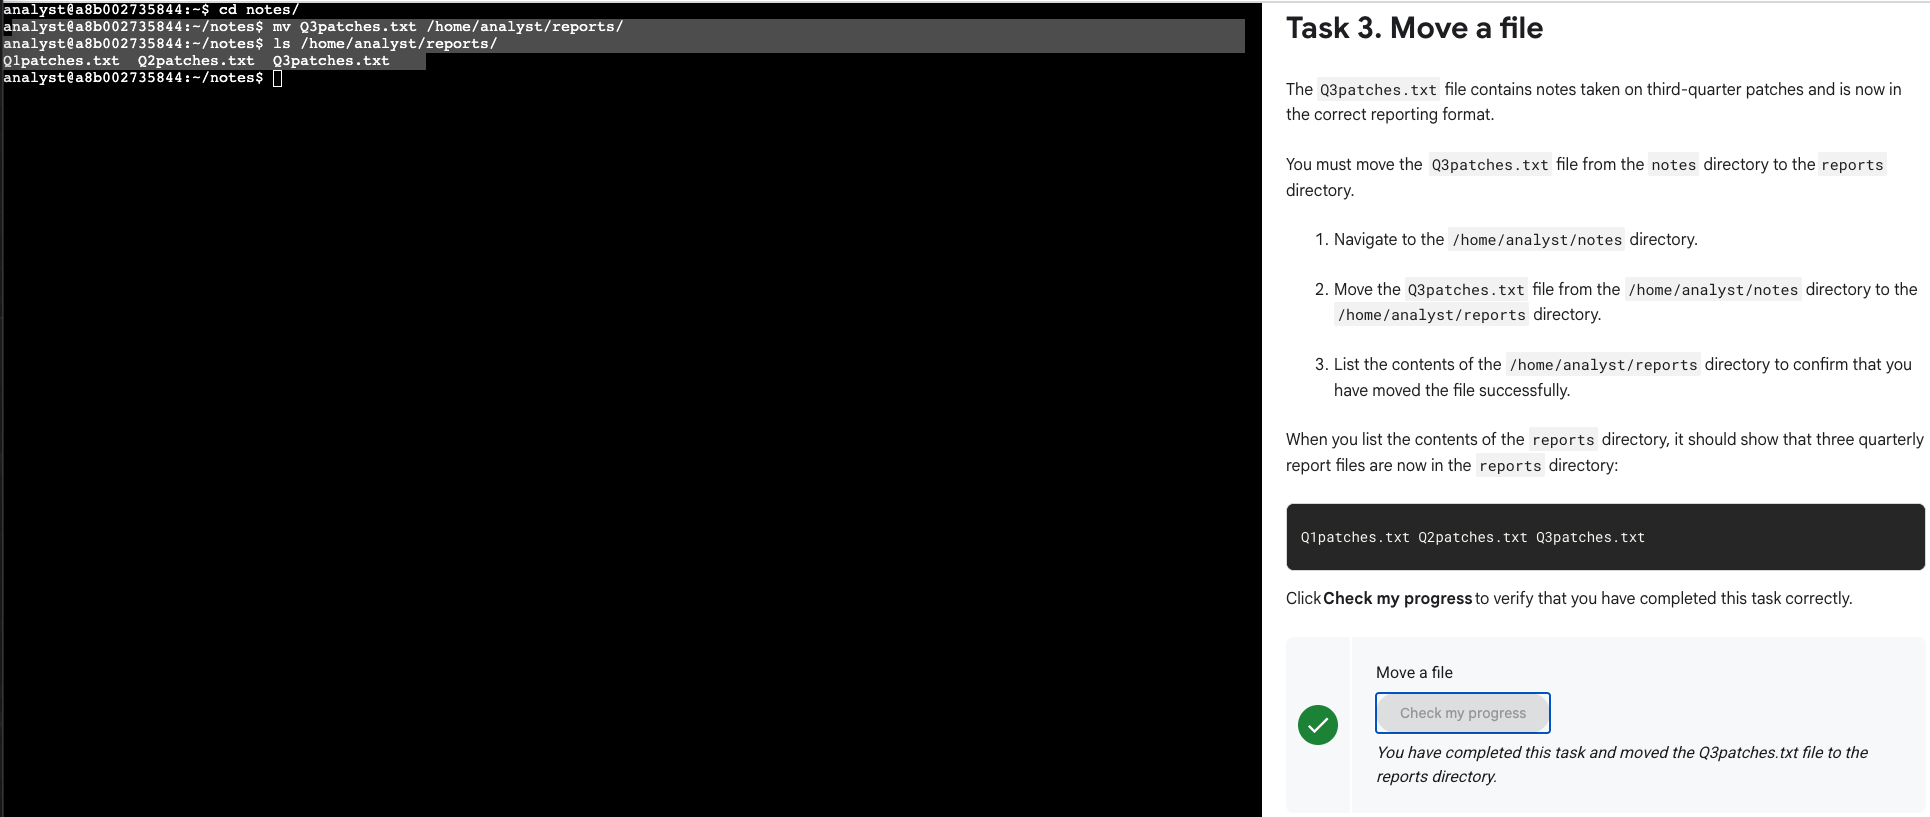 analyst@a8b002735844:~$ cd notes/
analyst@a8b002735844:~/notes$ mv Q3patches.txt /home/analyst/reports/
analyst@a8b002735844:~/notes$ ls /home/analyst/reports/
Q1patches.txt  Q2patches.txt  Q3patches.txt
analyst@a8b002735844:~/notes$
Task 3. Move a file
The Q3patches.txt file contains notes taken on third-quarter patches and is now in
the correct reporting format.
You must move the Q3patches.txt file from the notes directory to the reports
directory.
1. Navigate to the /home/analyst/notes directory.
2. Move the Q3patches.txt file from the /home/analyst/notes directory to the
/home/analyst/reports directory.
3. List the contents of the /home/analyst/reports directory to confirm that you
have moved the file successfully.
When you list the contents of the reports directory, it should show that three quarterly
report files are now in the reports directory:
Q1patches.txt Q2patches.txt Q3patches.txt
Click Check my progress to verify that you have completed this task correctly.
Move a file
Check my progress
You have completed this task and moved the Q3patches.txt file to the
reports directory.